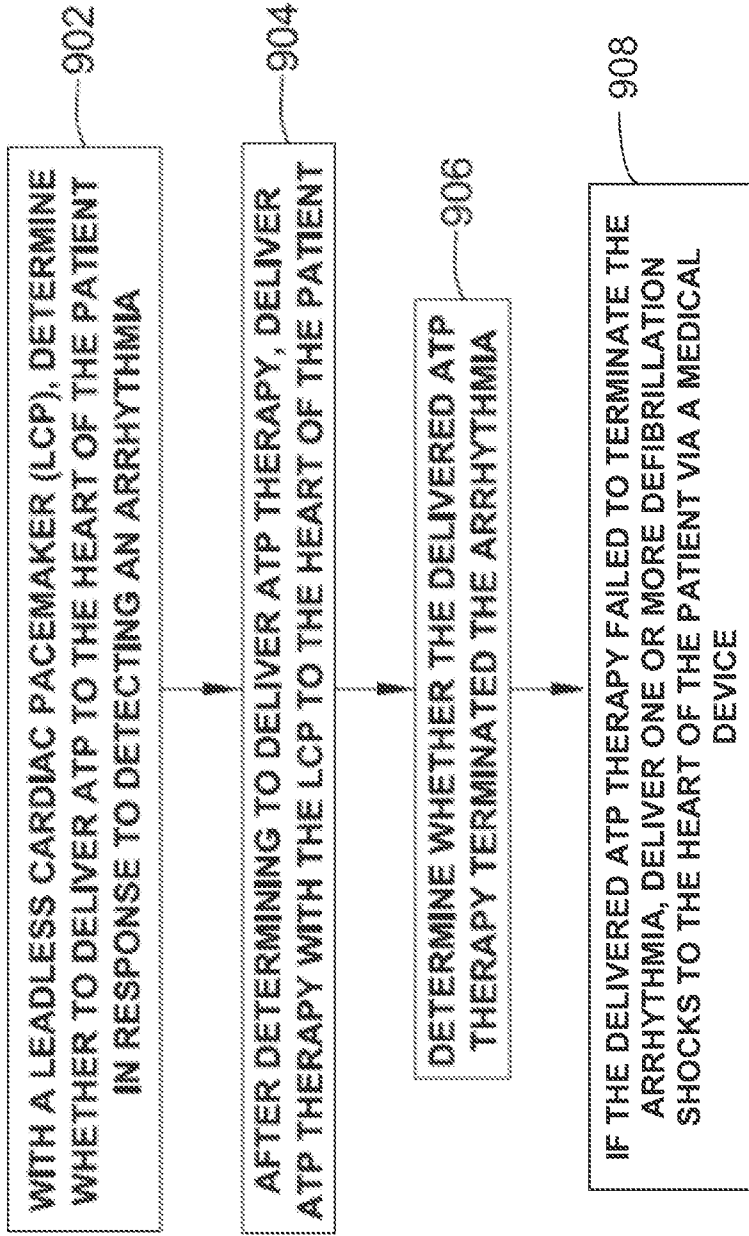 WITH A LEADLESS CARDIAC PACEMAKER (LCP), DETERMINE
WHETHER TO DELIVER ATP TO THE HEART OF THE PATIENT
IN RESPONSE TO DETECTING AN ARRHYTHMIA
902
AFTER DETERMINING TO DELIVER ATP THERAPY, DELIVER
ATP THERAPY WITH THE LCP TO THE HEART OF THE PATIENT
904
DETERMINE WHETHER THE DELIVERED ATP
THERAPY TERMINATED THE ARRHYTHMIA
906
IF THE DELIVERED ATP THERAPY FAILED TO TERMINATE THE
ARRHYTHMIA, DELIVER ONE OR MORE DEFIBRILLATION
SHOCKS TO THE HEART OF THE PATIENT VIA A MEDICAL
DEVICE
908